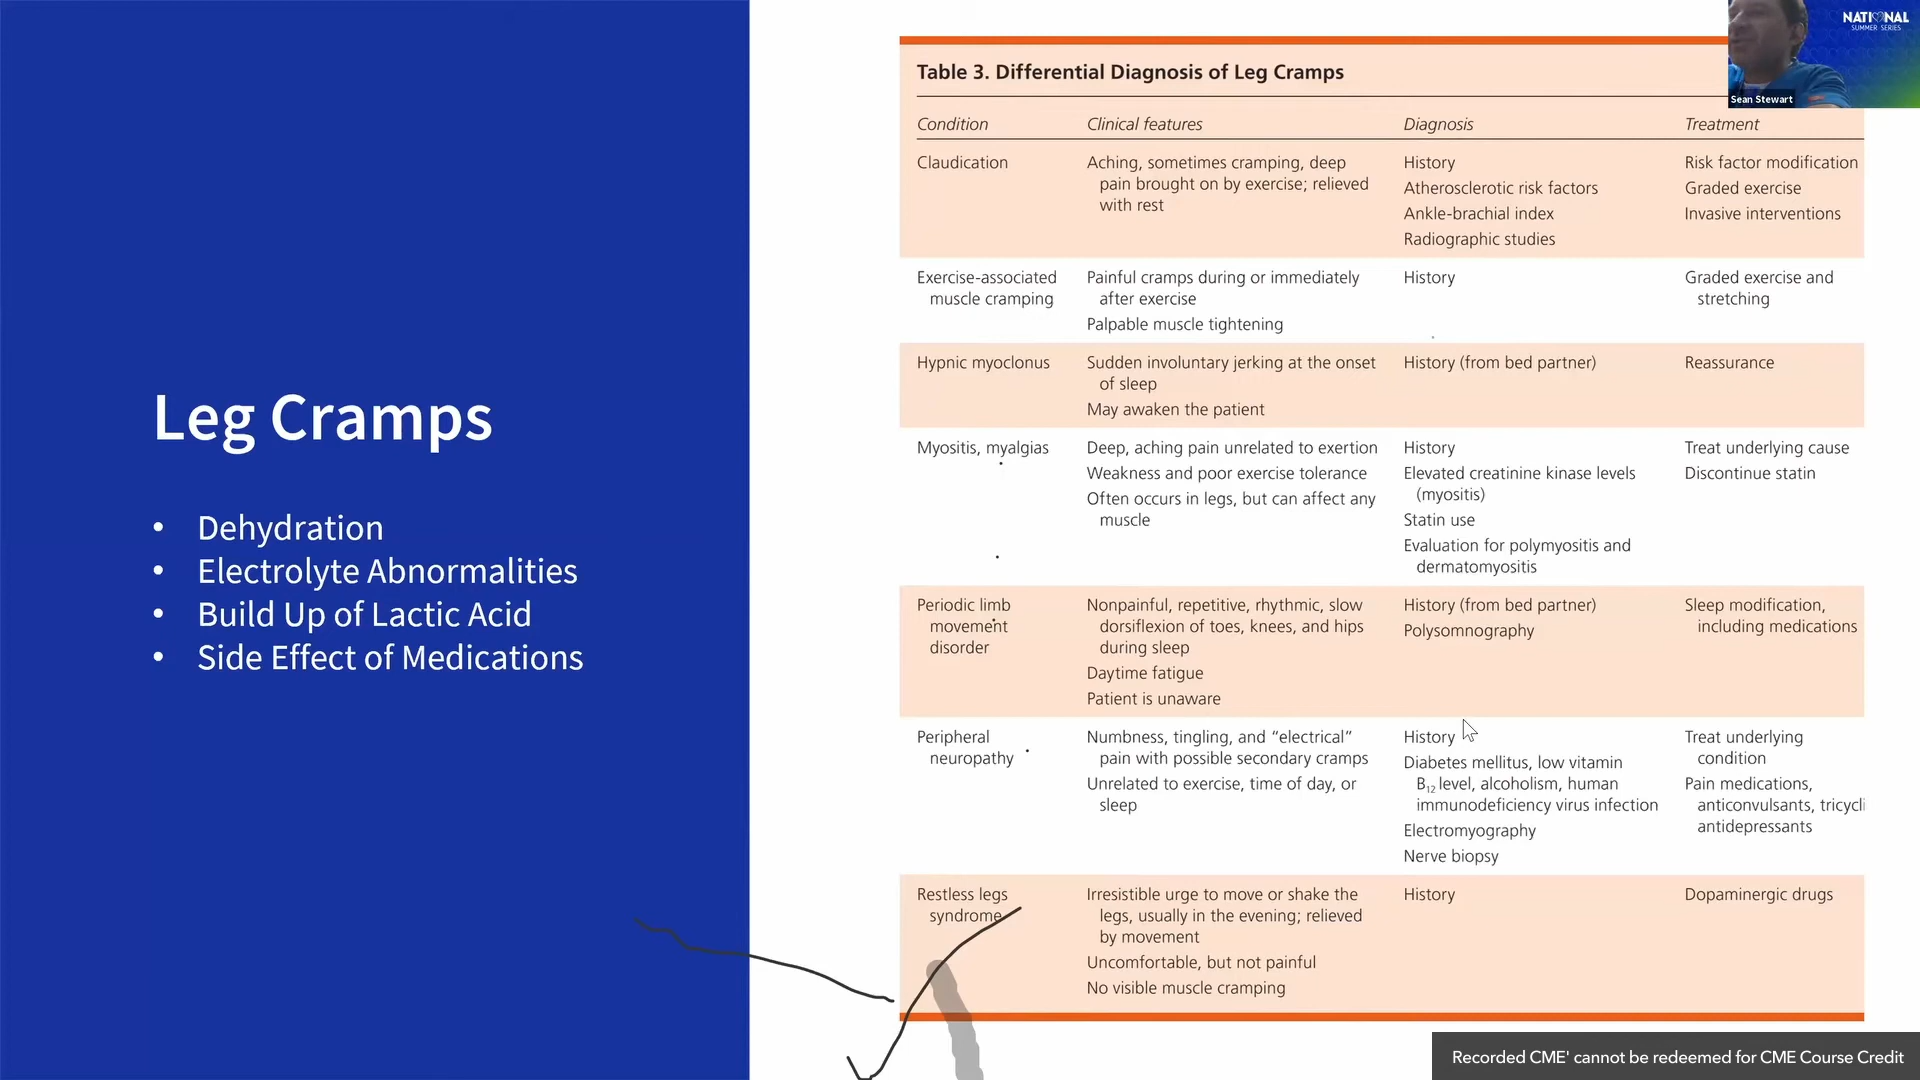 Leg Cramps
• Dehydration
• Electrolyte Abnormalities
• Build Up of Lactic Acid
• Side Effect of Medications
Table 3. Differential Diagnosis of Leg Cramps
Condition Clinical features Diagnosis Treatment
Claudication
Aching, sometimes cramping, deep
pain brought on by exercise; relieved
with rest
History
Atherosclerotic risk factors
Ankle-brachial index
Radiographic studies
Risk factor modification
Graded exercise
Invasive interventions
Exercise-associated
muscle cramping
Painful cramps during or immediately
after exercise
Palpable muscle tightening
History
Graded exercise and
stretching
Hypnic myoclonus
Sudden involuntary jerking at the onset
of sleep
May awaken the patient
History (from bed partner)
Reassurance
Myositis, myalgias
Deep, aching pain unrelated to exertion
Weakness and poor exercise tolerance
Often occurs in legs, but can affect any
muscle
History
Elevated creatinine kinase levels
(myositis)
Statin use
Evaluation for polymyositis and
dermatomyositis
Treat underlying cause
Discontinue statin
Periodic limb
movement
disorder
Nonpainful, repetitive, rhythmic, slow
dorsiflexion of toes, knees, and hips
during sleep
Daytime fatigue
Patient is unaware
History (from bed partner)
Polysomnography
Sleep modification,
including medications
Peripheral
neuropathy
Numbness, tingling, and “electrical”
pain with possible secondary cramps
Unrelated to exercise, time of day, or
sleep
History
Diabetes mellitus, low vitamin
B12 level, alcoholism, human
immunodeficiency virus infection
Electromyography
Nerve biopsy
Treat underlying
condition
Pain medications,
anticonvulsants, tricycli
antidepressants
Restless legs
syndrome
Irresistible urge to move or shake the
legs, usually in the evening; relieved
by movement
Uncomfortable, but not painful
No visible muscle cramping
History
Dopaminergic drugs
NATIONAL
SUMMER SERIES
Sean Stewart
Recorded CME' cannot be redeemed for CME Course Credit